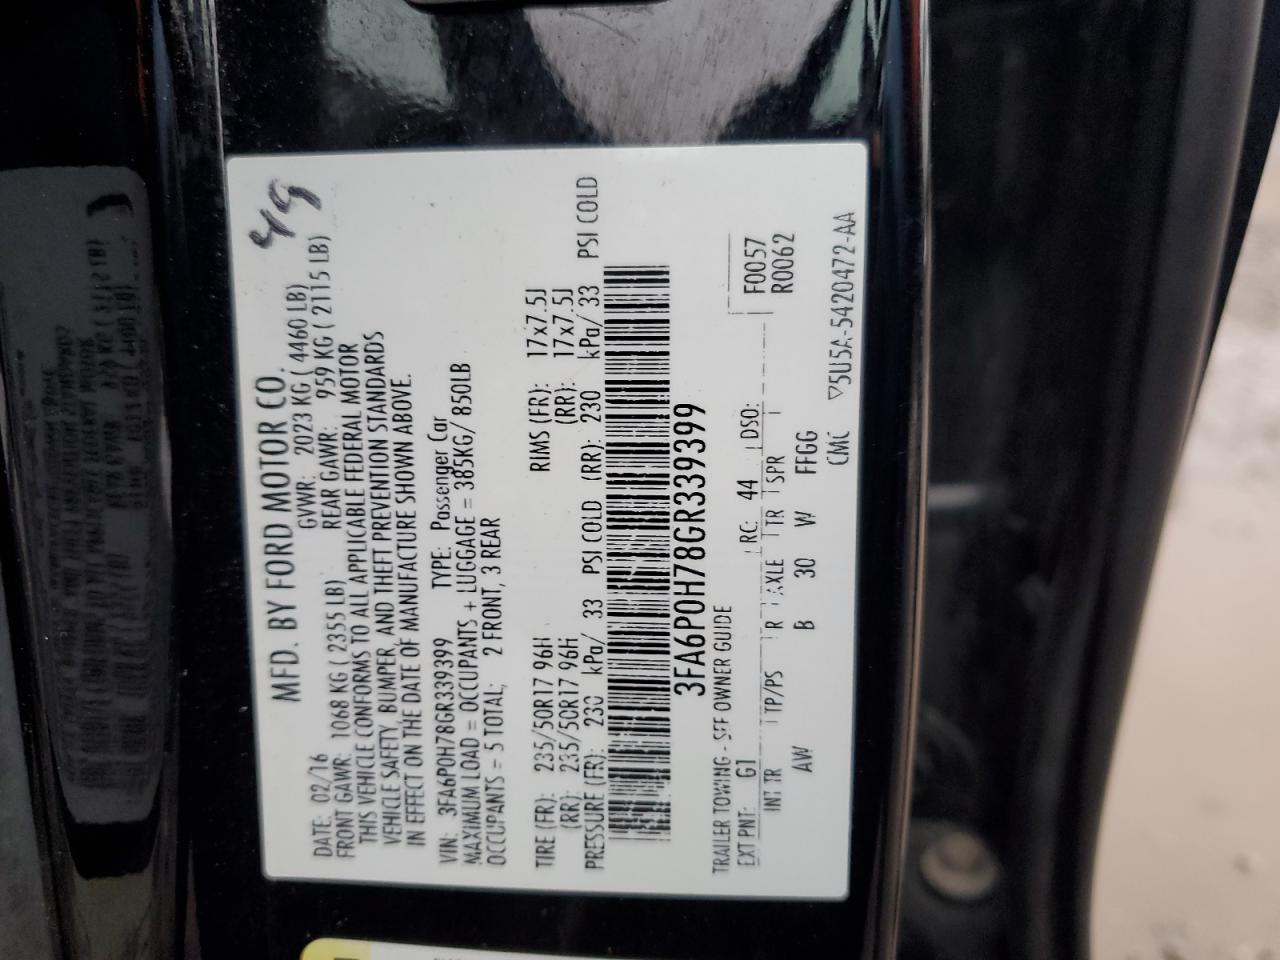 48
MFD. BY FORD MOTOR CO.
DATE: 02/16 GVWR: 2023 KG ( 4460 LB)
FRONT GAWR: 1068 KG ( 2355 LB) REAR GAWR: 959 KG ( 2115 LB)
THIS VEHICLE CONFORMS TO ALL APPLICABLE FEDERAL MOTOR
VEHICLE SAFETY, BUMPER, AND THEFT PREVENTION STANDARDS
IN EFFECT ON THE DATE OF MANUFACTURE SHOWN ABOVE.
VIN: 3FA6P0H78GR339399 TYPE: Passenger Car
MAXIMUM LOAD = OCCUPANTS + LUGGAGE = 385KG/ 850LB
OCCUPANTS = 5 TOTAL; 2 FRONT, 3 REAR
TIRE (FR): 235/50R17 96H RIMS (FR): 17x7.5J
(RR): 235/50R17 96H (RR): 17x7.5J
PRESSURE (FR): 230 kPa/ 33 PSI COLD (RR): 230 kPa/ 33 PSI COLD
3FA6P0H78GR339399
TRAILER TOWING - SEE OWNER GUIDE
F0057
R0062
EXT PNT: G1 RC: 44 DSO:
INT TR TP/PS R AXLE TR SPR
AW B 30 W FFGG
CMC ▽5U5A-5420472-AA